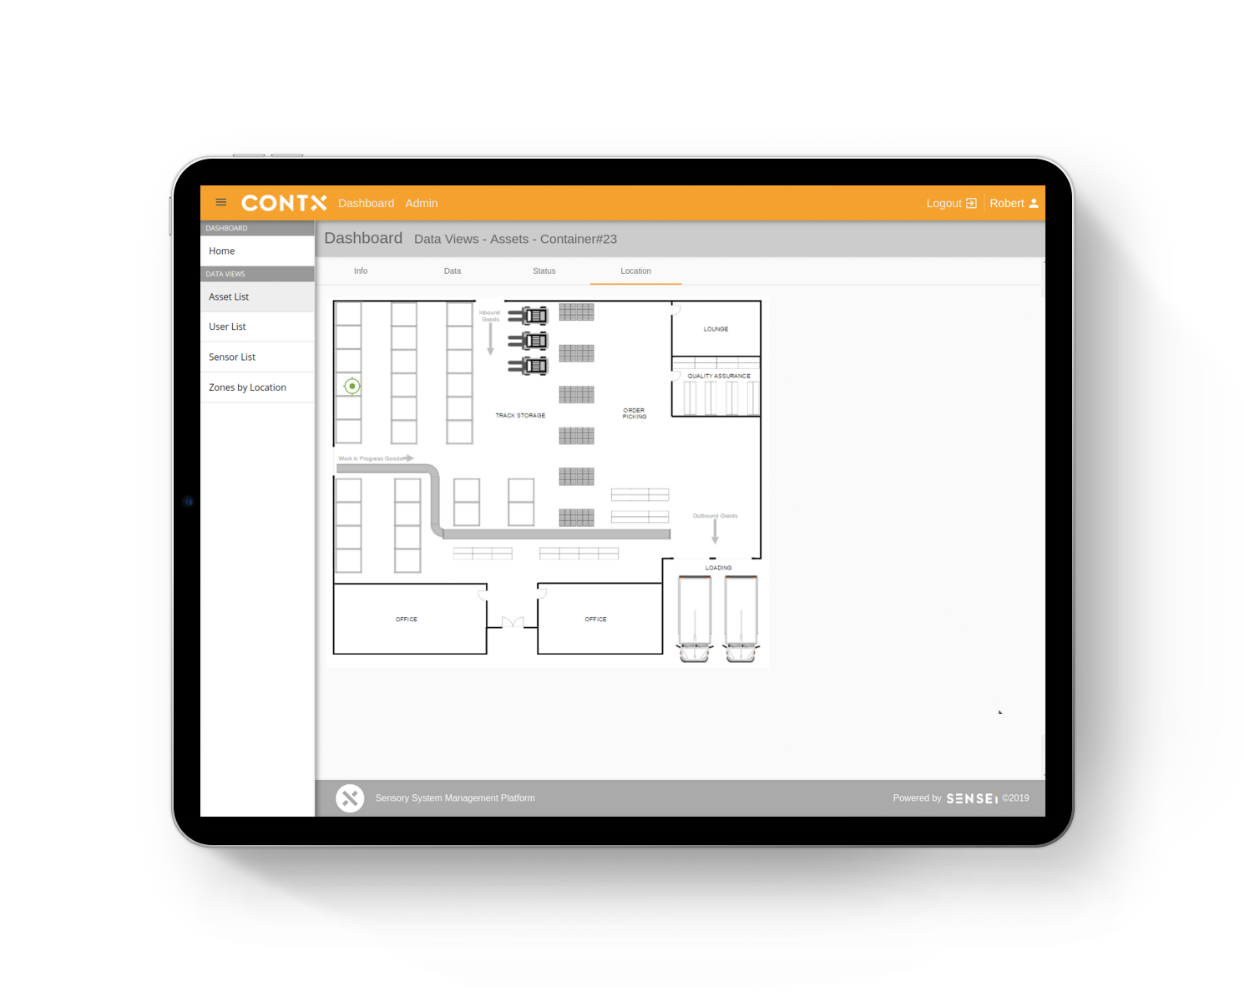 CONTX Dashboard Admin Logout Robert
DASHBOARD
Home
DATA VIEWS
Asset List
User List
Sensor List
Zones by Location
Dashboard Data Views - Assets - Container#23
Info Data Status Location
Inbound
Goods
LOUNGE
QUALITY ASSURANCE
TRACK STORAGE
ORDER
PICKING
Work in Progress Goods
Outbound Goods
LOADING
OFFICE
OFFICE
Sensory System Management Platform
Powered by SENSEi ©2019